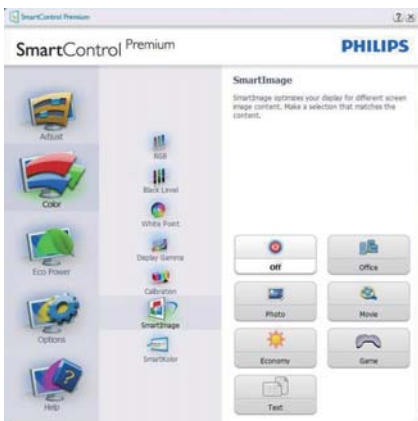 SmartControl Premium
SmartControl Premium
PHILIPS
Adjust
Color
Eco Power
Options
Help
RGB
Black Level
White Point
Display Gamma
Calibration
SmartImage
SmartKolor
SmartImage
SmartImage optimizes your display for different screen
image content. Make a selection that matches the
content.
Off
Office
Photo
Movie
Economy
Game
Text